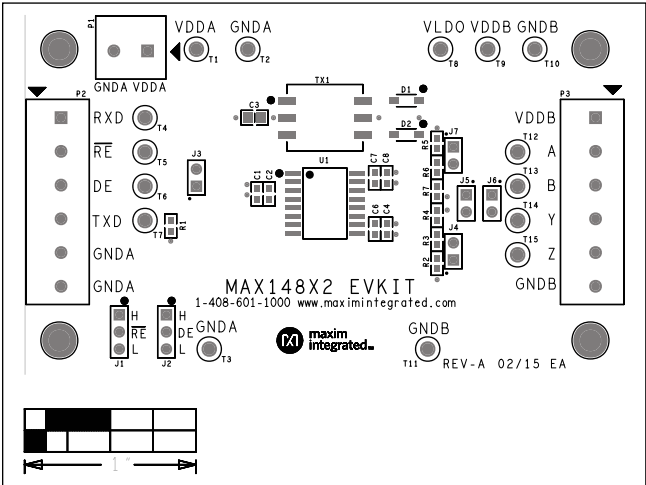 P1
VDDA GNDA
T1 T2
GNDA VDDA
VLDO VDDB GNDB
T8 T9 T10
P2
RXD
T4
RE
T5
DE
T6
TXD
T7
GNDA
GNDA
J3
R1
C3
TX1
D1
D2
U1
C1 C2
C7 C8
C6 C4
R5
R6
R7
R4
R3
R2
J7
J5 J6
J4
P3
VDDB
T12
A
T13
B
T14
Y
T15
Z
GNDB
MAX148X2 EVKIT
1-408-601-1000 www.maximintegrated.com
H
RE
L
J1
H
DE
L
J2
GNDA
T3
maxim
integrated™
GNDB
T11
REV-A 02/15 EA
1"